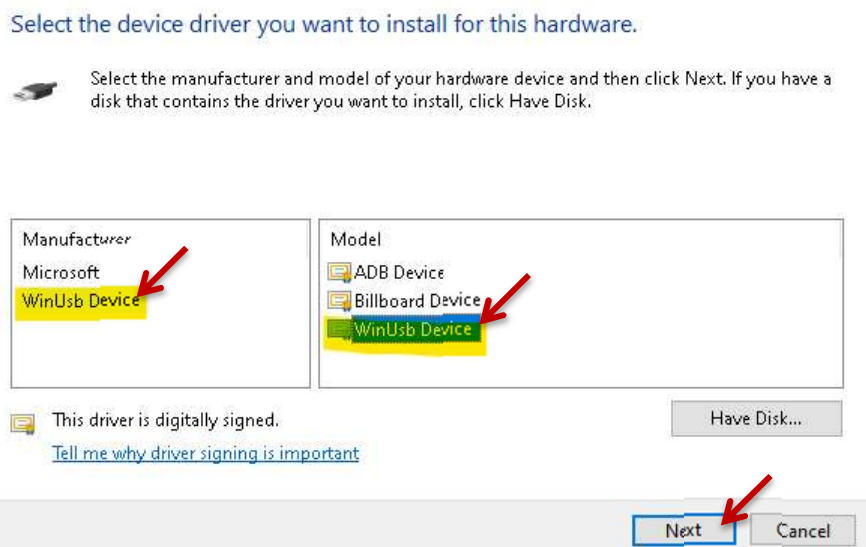 Select the device driver you want to install for this hardware.
Select the manufacturer and model of your hardware device and then click Next. If you have a
disk that contains the driver you want to install, click Have Disk.
Manufacturer
Microsoft
WinUsb Device
Model
ADB Device
Billboard Device
WinUsb Device
This driver is digitally signed.
Tell me why driver signing is important
Have Disk...
Next
Cancel